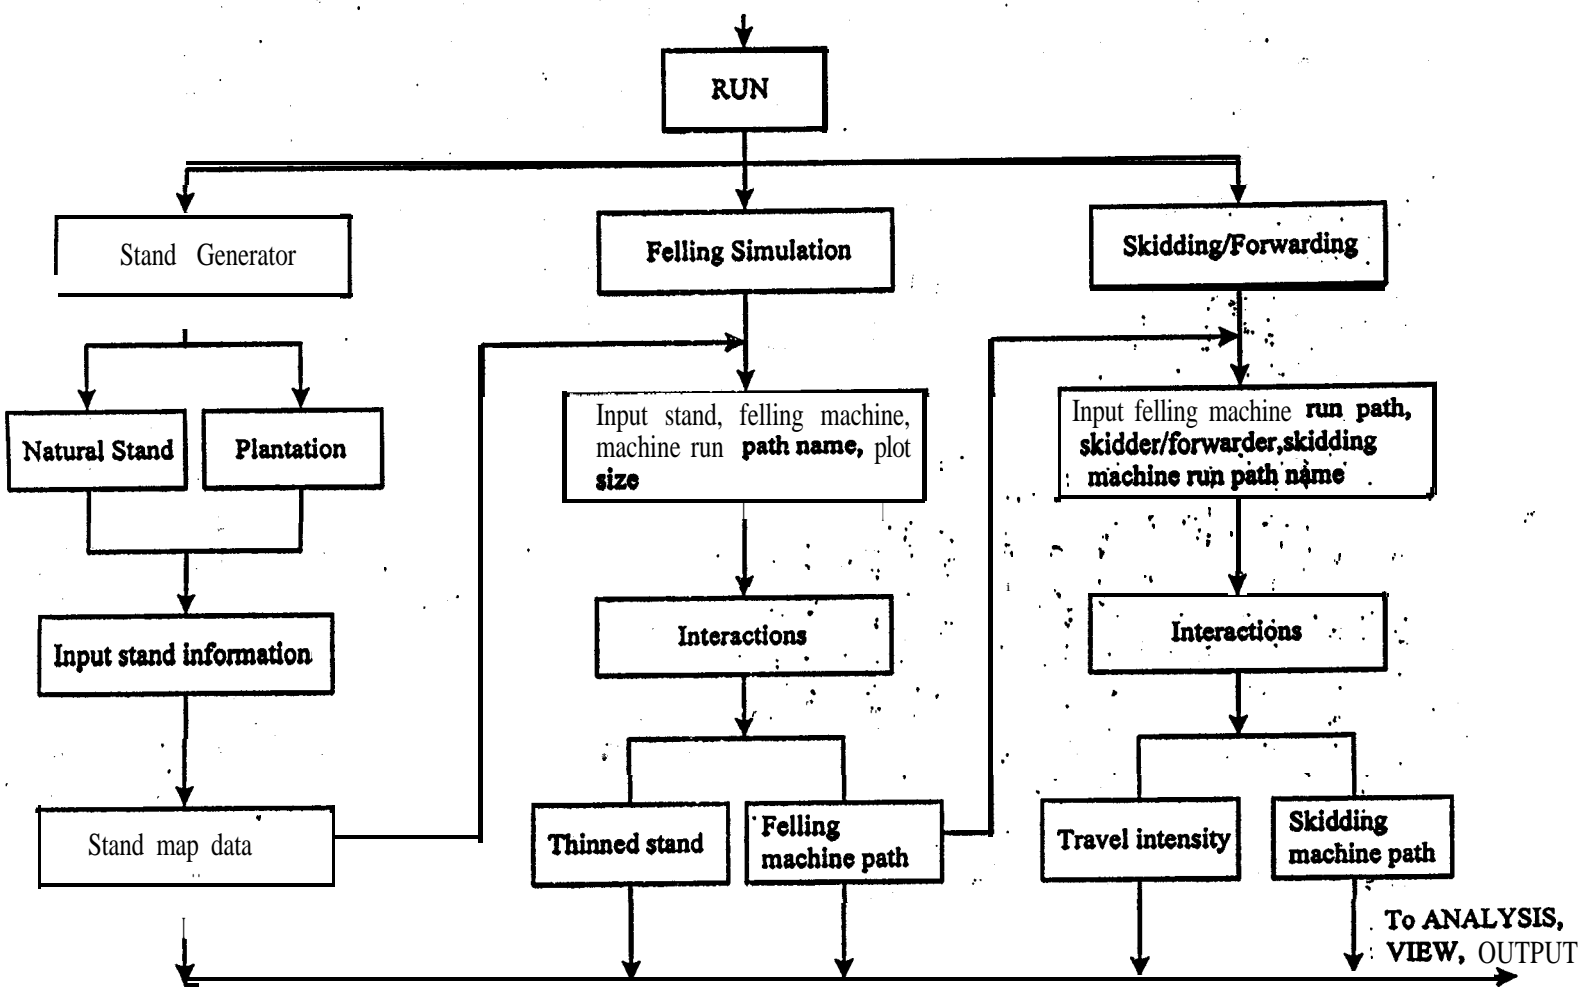 RUN
Stand Generator
Felling Simulation
Skidding/Forwarding
Natural Stand
Plantation
Input stand, felling machine,
machine run path name, plot
size
Input felling machine run path,
skidder/forwarder,skidding
machine run path name
Input stand information
Interactions
Interactions
Stand map data
Thinned stand
Felling
machine path
Travel intensity
Skidding
machine path
To ANALYSIS,
VIEW, OUTPUT